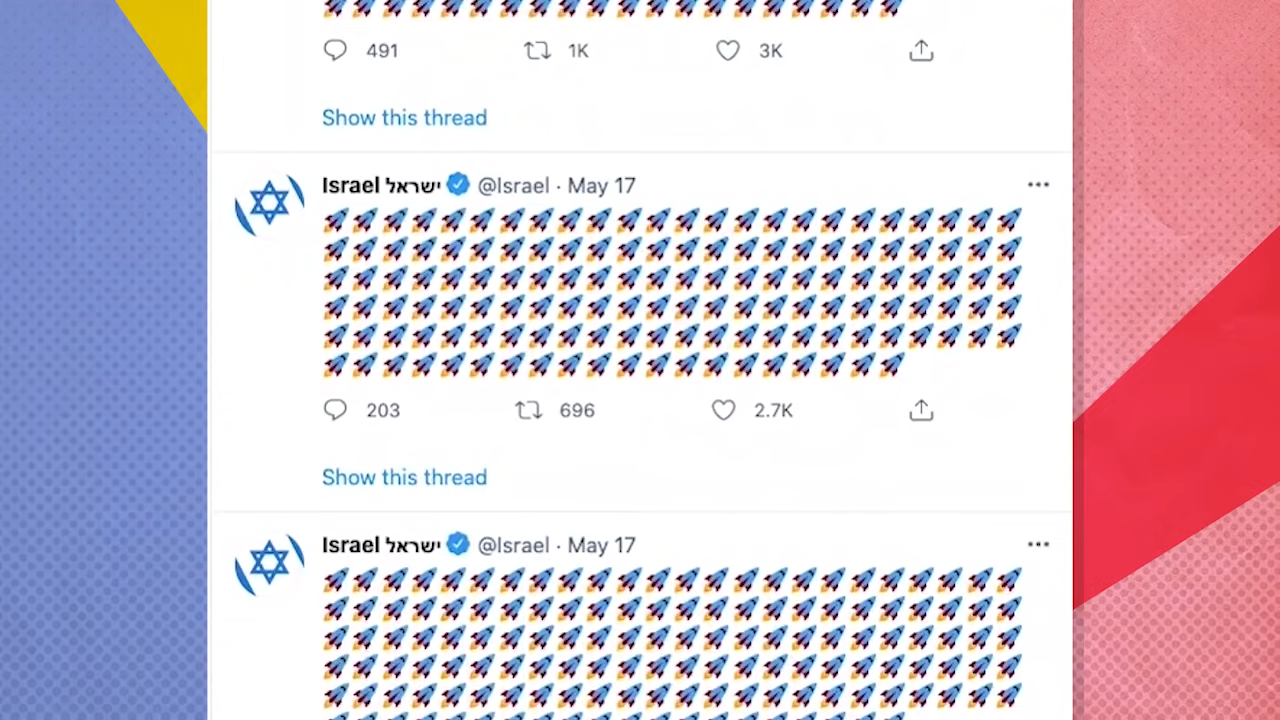 491 1K 3K
Show this thread
Israel ישראל @Israel · May 17
203 696 2.7K
Show this thread
Israel ישראל @Israel · May 17